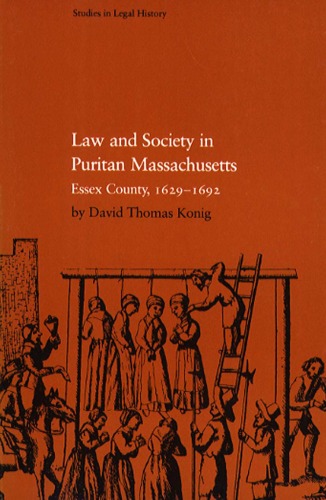 Studies in Legal History
Law and Society in
Puritan Massachusetts
Essex County, 1629–1692
by David Thomas Konig